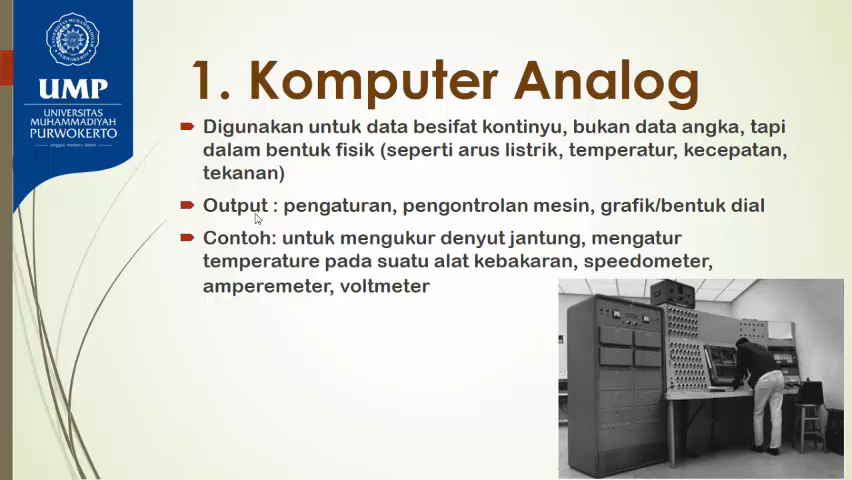 UMP
UNIVERSITAS
MUHAMMADIYAH
PURWOKERTO
1. Komputer Analog
Digunakan untuk data besifat kontinyu, bukan data angka, tapi
dalam bentuk fisik (seperti arus listrik, temperatur, kecepatan,
tekanan)
Output : pengaturan, pengontrolan mesin, grafik/bentuk dial
Contoh: untuk mengukur denyut jantung, mengatur
temperature pada suatu alat kebakaran, speedometer,
amperemeter, voltmeter